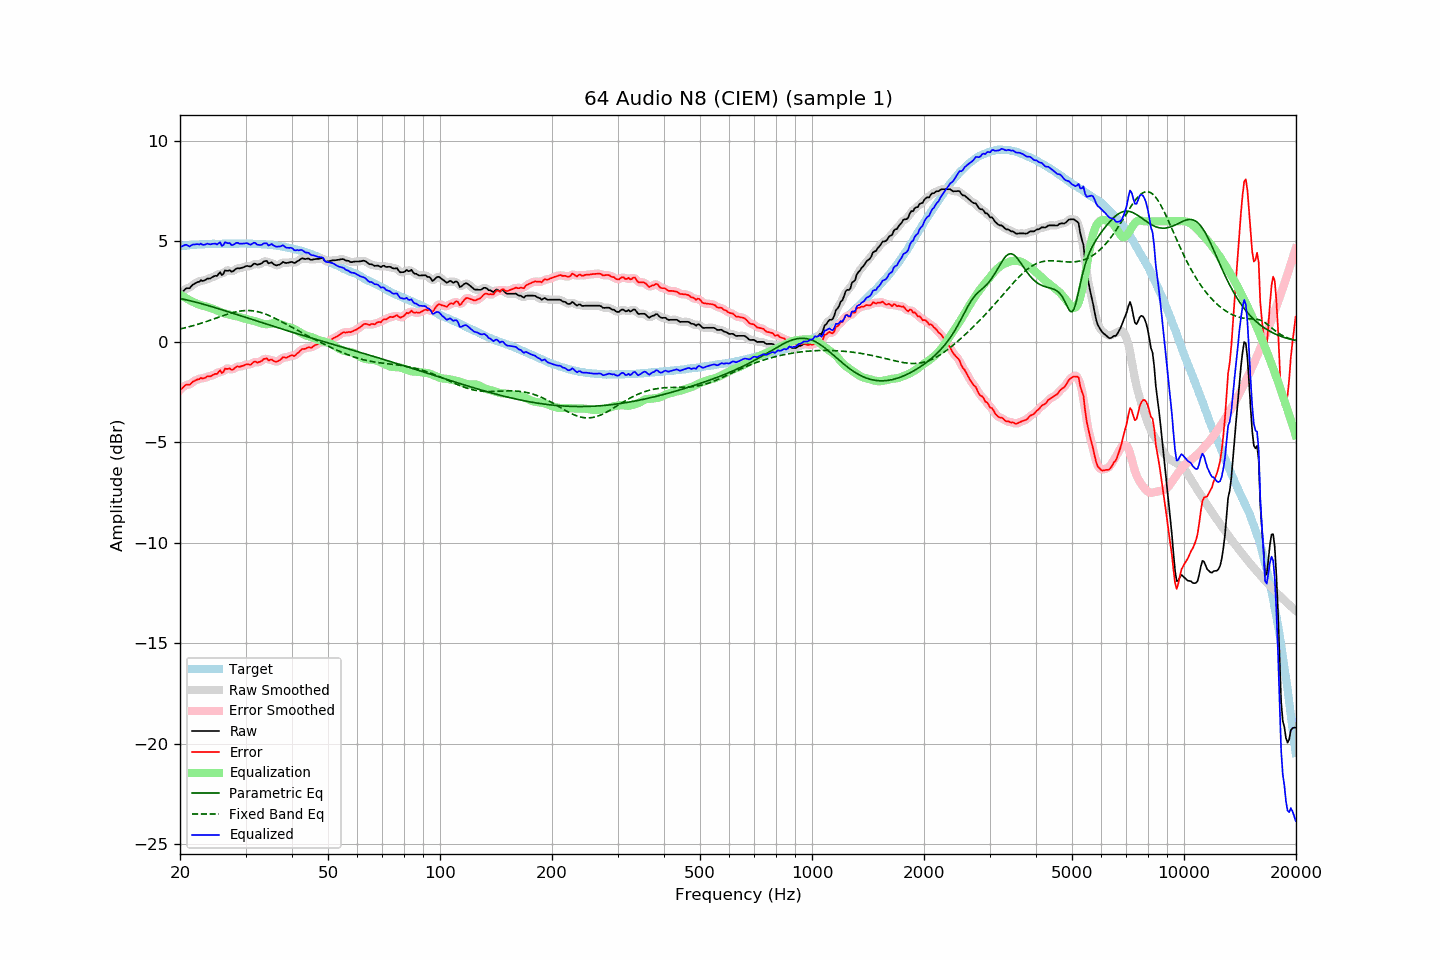 64 Audio N8 (CIEM) (sample 1)
10
5
0
−5
−10
−15
−20
−25
Amplitude (dBr)
Target
Raw Smoothed
Error Smoothed
Raw
Error
Equalization
Parametric Eq
Fixed Band Eq
Equalized
20
50
100
200
500
1000
2000
5000
10000
20000
Frequency (Hz)